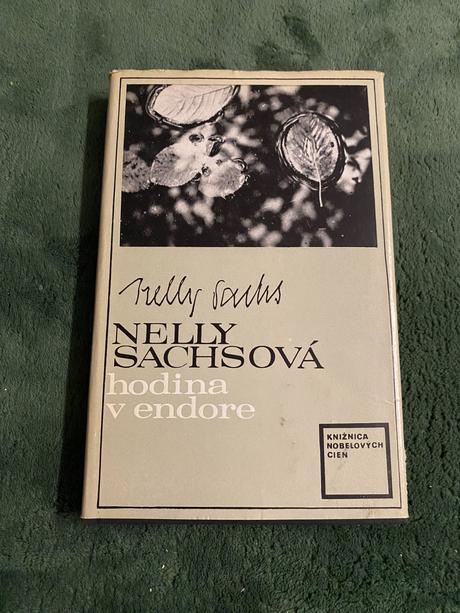 Nelly Sachs
NELLY
SACHSOVÁ
hodina
v endore
KNIŽNICA
NOBELOVÝCH
CIEN